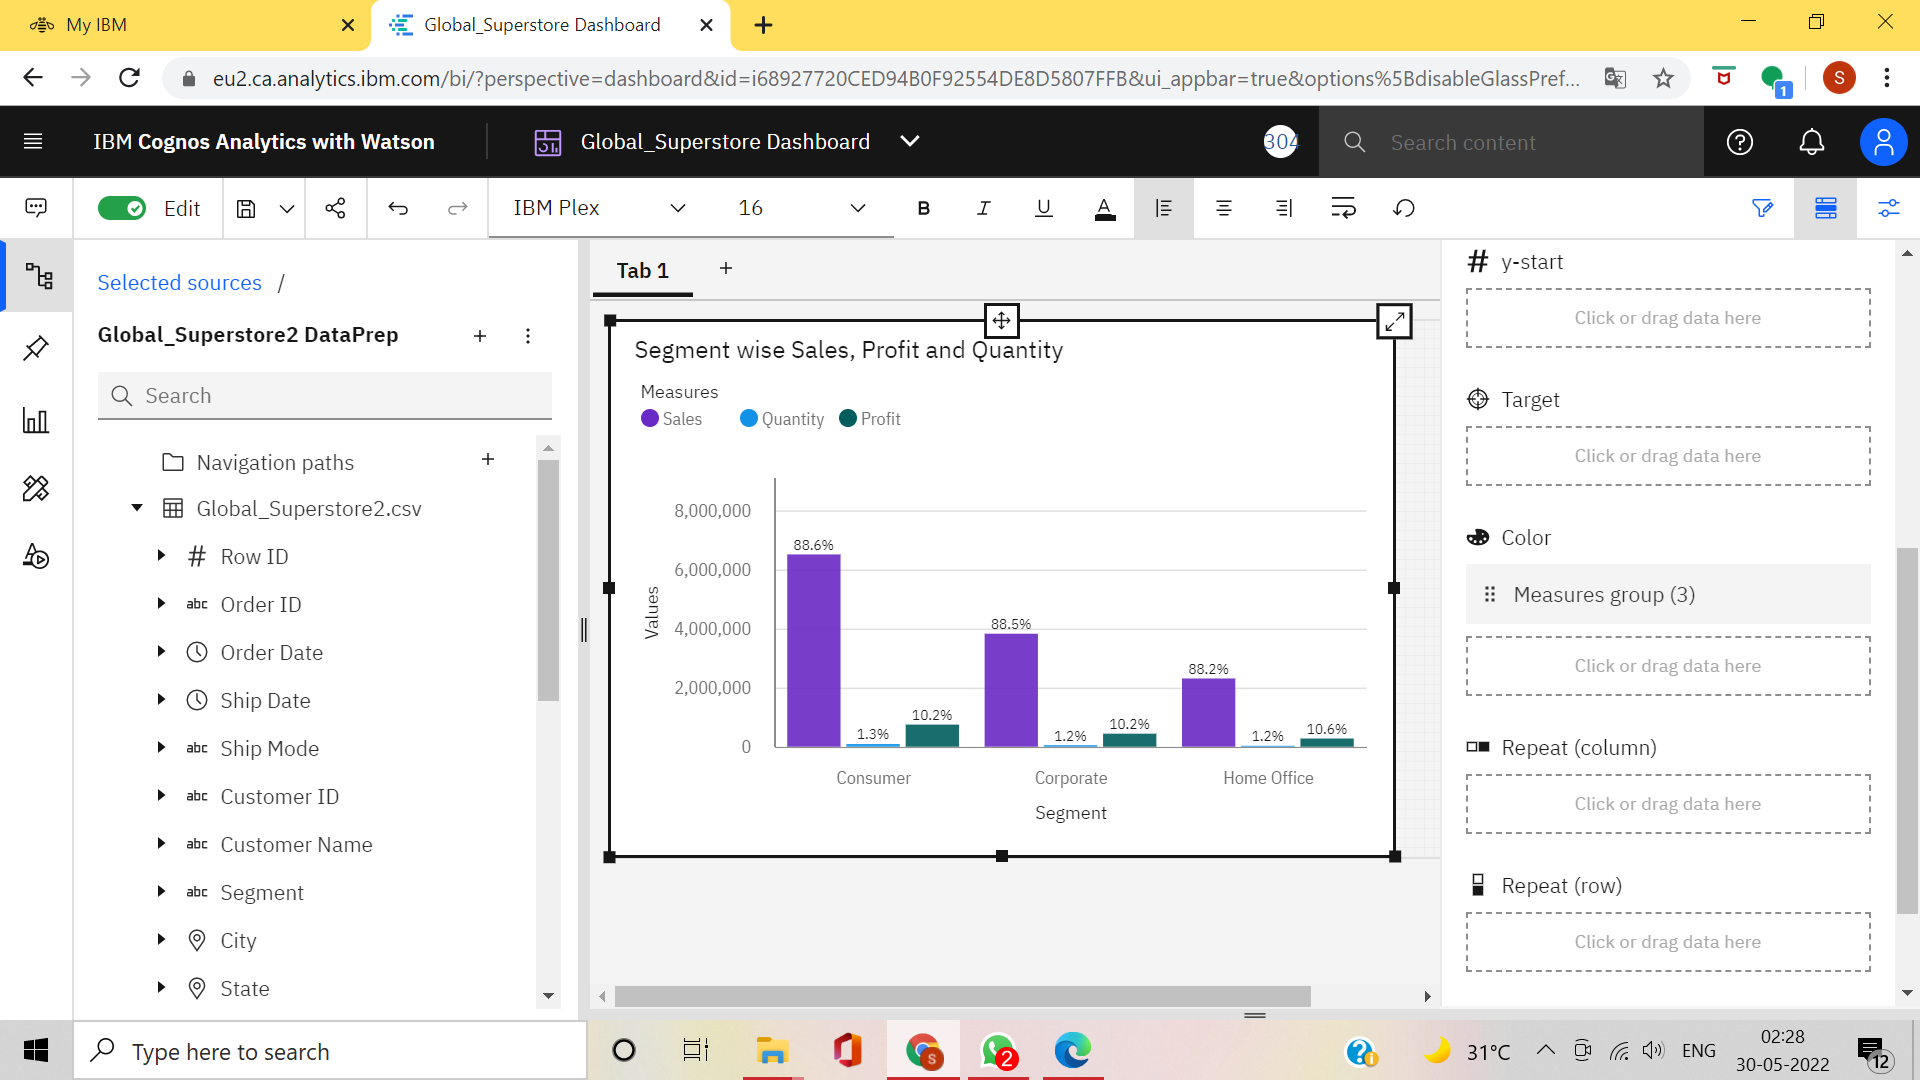 My IBM
Global_Superstore Dashboard
eu2.ca.analytics.ibm.com/bi/?perspective=dashboard&id=i68927720CED94B0F92554DE8D5807FFB&ui_appbar=true&options%5BdisableGlassPref...
1
S
IBM Cognos Analytics with Watson
Global_Superstore Dashboard
304
Search content
Edit
IBM Plex
16
B
I
U
A
Selected sources /
Global_Superstore2 DataPrep
Search
Navigation paths
Global_Superstore2.csv
# Row ID
abc Order ID
Order Date
Ship Date
abc Ship Mode
abc Customer ID
abc Customer Name
abc Segment
City
State
Tab 1
Segment wise Sales, Profit and Quantity
Measures
Sales Quantity Profit
Values
8,000,000
6,000,000
4,000,000
2,000,000
0
88.6%
1.3%
10.2%
88.5%
1.2%
10.2%
88.2%
1.2%
10.6%
Consumer Corporate Home Office
Segment
# y-start
Click or drag data here
Target
Click or drag data here
Color
Measures group (3)
Click or drag data here
Repeat (column)
Click or drag data here
Repeat (row)
Click or drag data here
Type here to search
S
2
31°C
ENG
02:28
30-05-2022
12